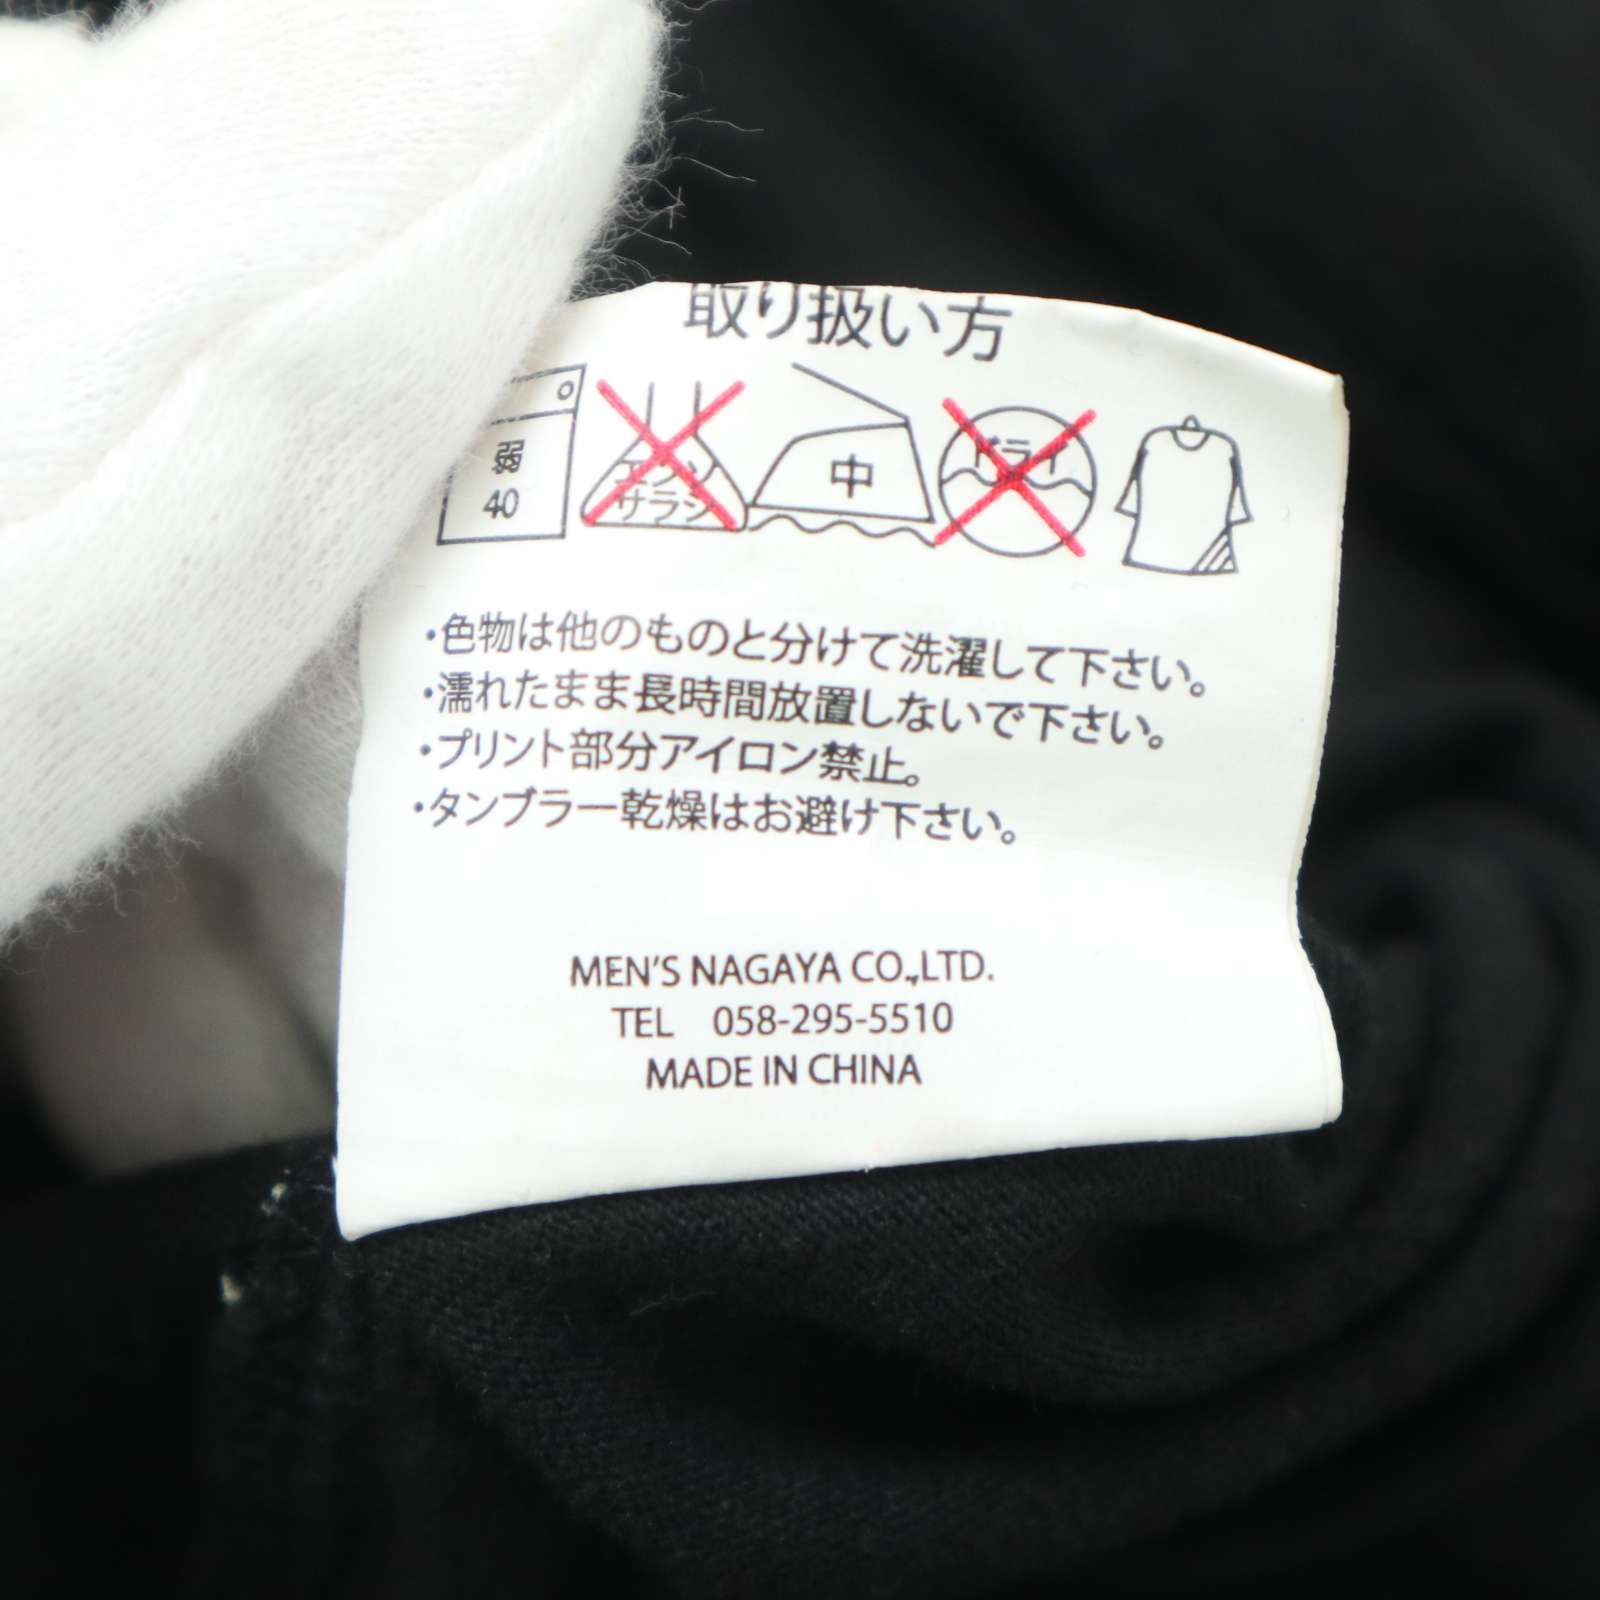 取り扱い方
弱
40
エンソ
サラシ
中
ドライ
・色物は他のものと分けて洗濯して下さい。
・濡れたまま長時間放置しないで下さい。
・プリント部分アイロン禁止。
・タンブラー乾燥はお避け下さい。
MEN'S NAGAYA CO.,LTD.
TEL 058-295-5510
MADE IN CHINA